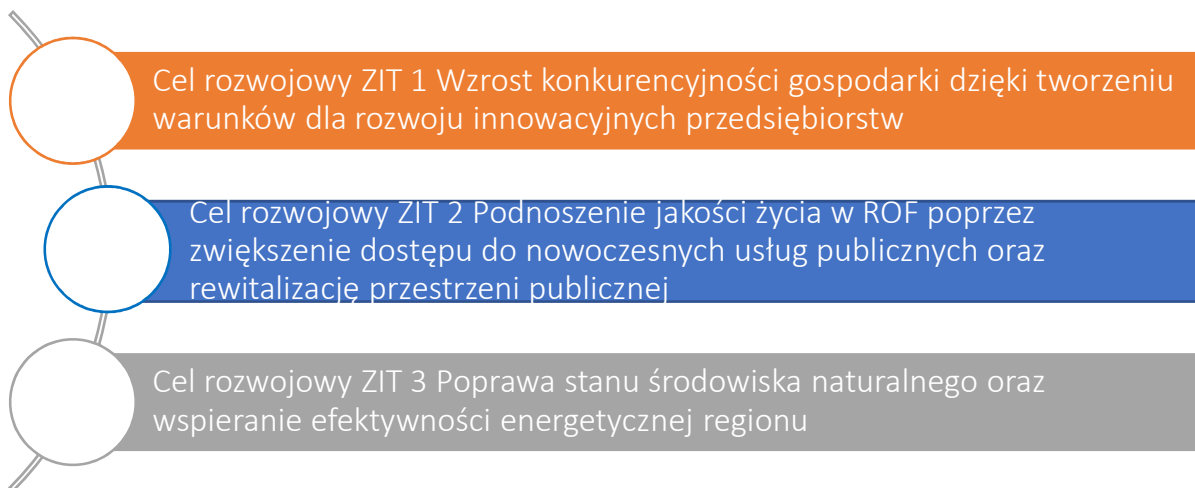 Cel rozwojowy ZIT 1 Wzrost konkurencyjności gospodarki dzięki tworzeniu
warunków dla rozwoju innowacyjnych przedsiębiorstw
Cel rozwojowy ZIT 2 Podnoszenie jakości życia w ROF poprzez
zwiększenie dostępu do nowoczesnych usług publicznych oraz
rewitalizację przestrzeni publicznej
Cel rozwojowy ZIT 3 Poprawa stanu środowiska naturalnego oraz
wspieranie efektywności energetycznej regionu